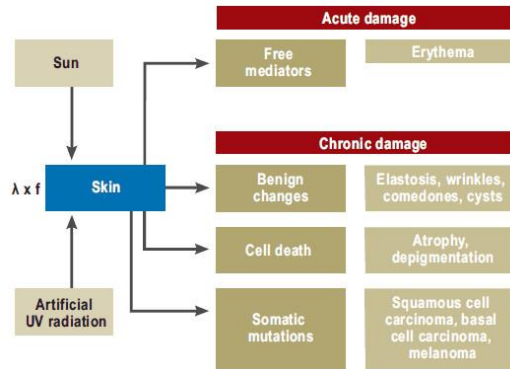 Acute damage
Sun
Free
mediators
Erythema
Chronic damage
λ x f
Skin
Benign
changes
Elastosis, wrinkles,
comedones, cysts
Cell death
Atrophy,
depigmentation
Artificial
UV radiation
Somatic
mutations
Squamous cell
carcinoma, basal
cell carcinoma,
melanoma